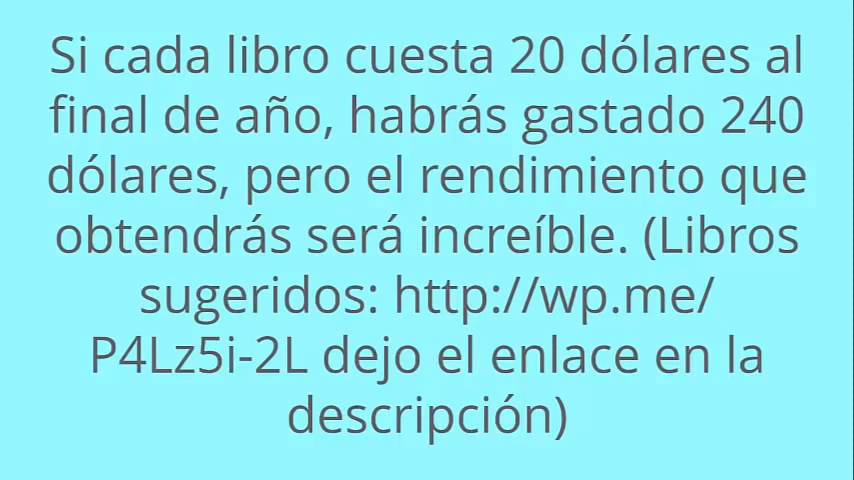 Si cada libro cuesta 20 dólares al
final de año, habrás gastado 240
dólares, pero el rendimiento que
obtendrás será increíble. (Libros
sugeridos: http://wp.me/
P4Lz5i-2L dejo el enlace en la
descripción)